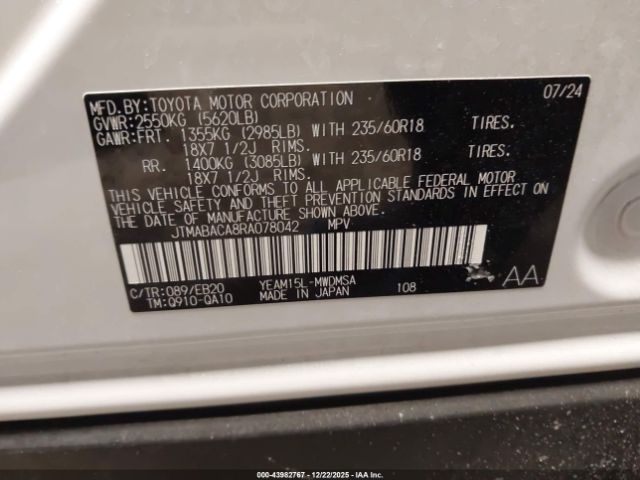 MFD.BY:TOYOTA MOTOR CORPORATION 07/24
GVWR:2550KG (5620LB)
GAWR:FRT. 1355KG (2985LB) WITH 235/60R18 TIRES.
18X7 1/2J RIMS.
RR. 1400KG (3085LB) WITH 235/60R18 TIRES.
18X7 1/2J RIMS.
THIS VEHICLE CONFORMS TO ALL APPLICABLE FEDERAL MOTOR
VEHICLE SAFETY AND THEFT PREVENTION STANDARDS IN EFFECT ON
THE DATE OF MANUFACTURE SHOWN ABOVE.
JTMABACA8RA078042 MPV
C/TR:089/EB20 YEAM15L-MWDMSA AA
TM:Q910-QA10 MADE IN JAPAN 108
000-43982767 - 12/22/2025 - IAA Inc.